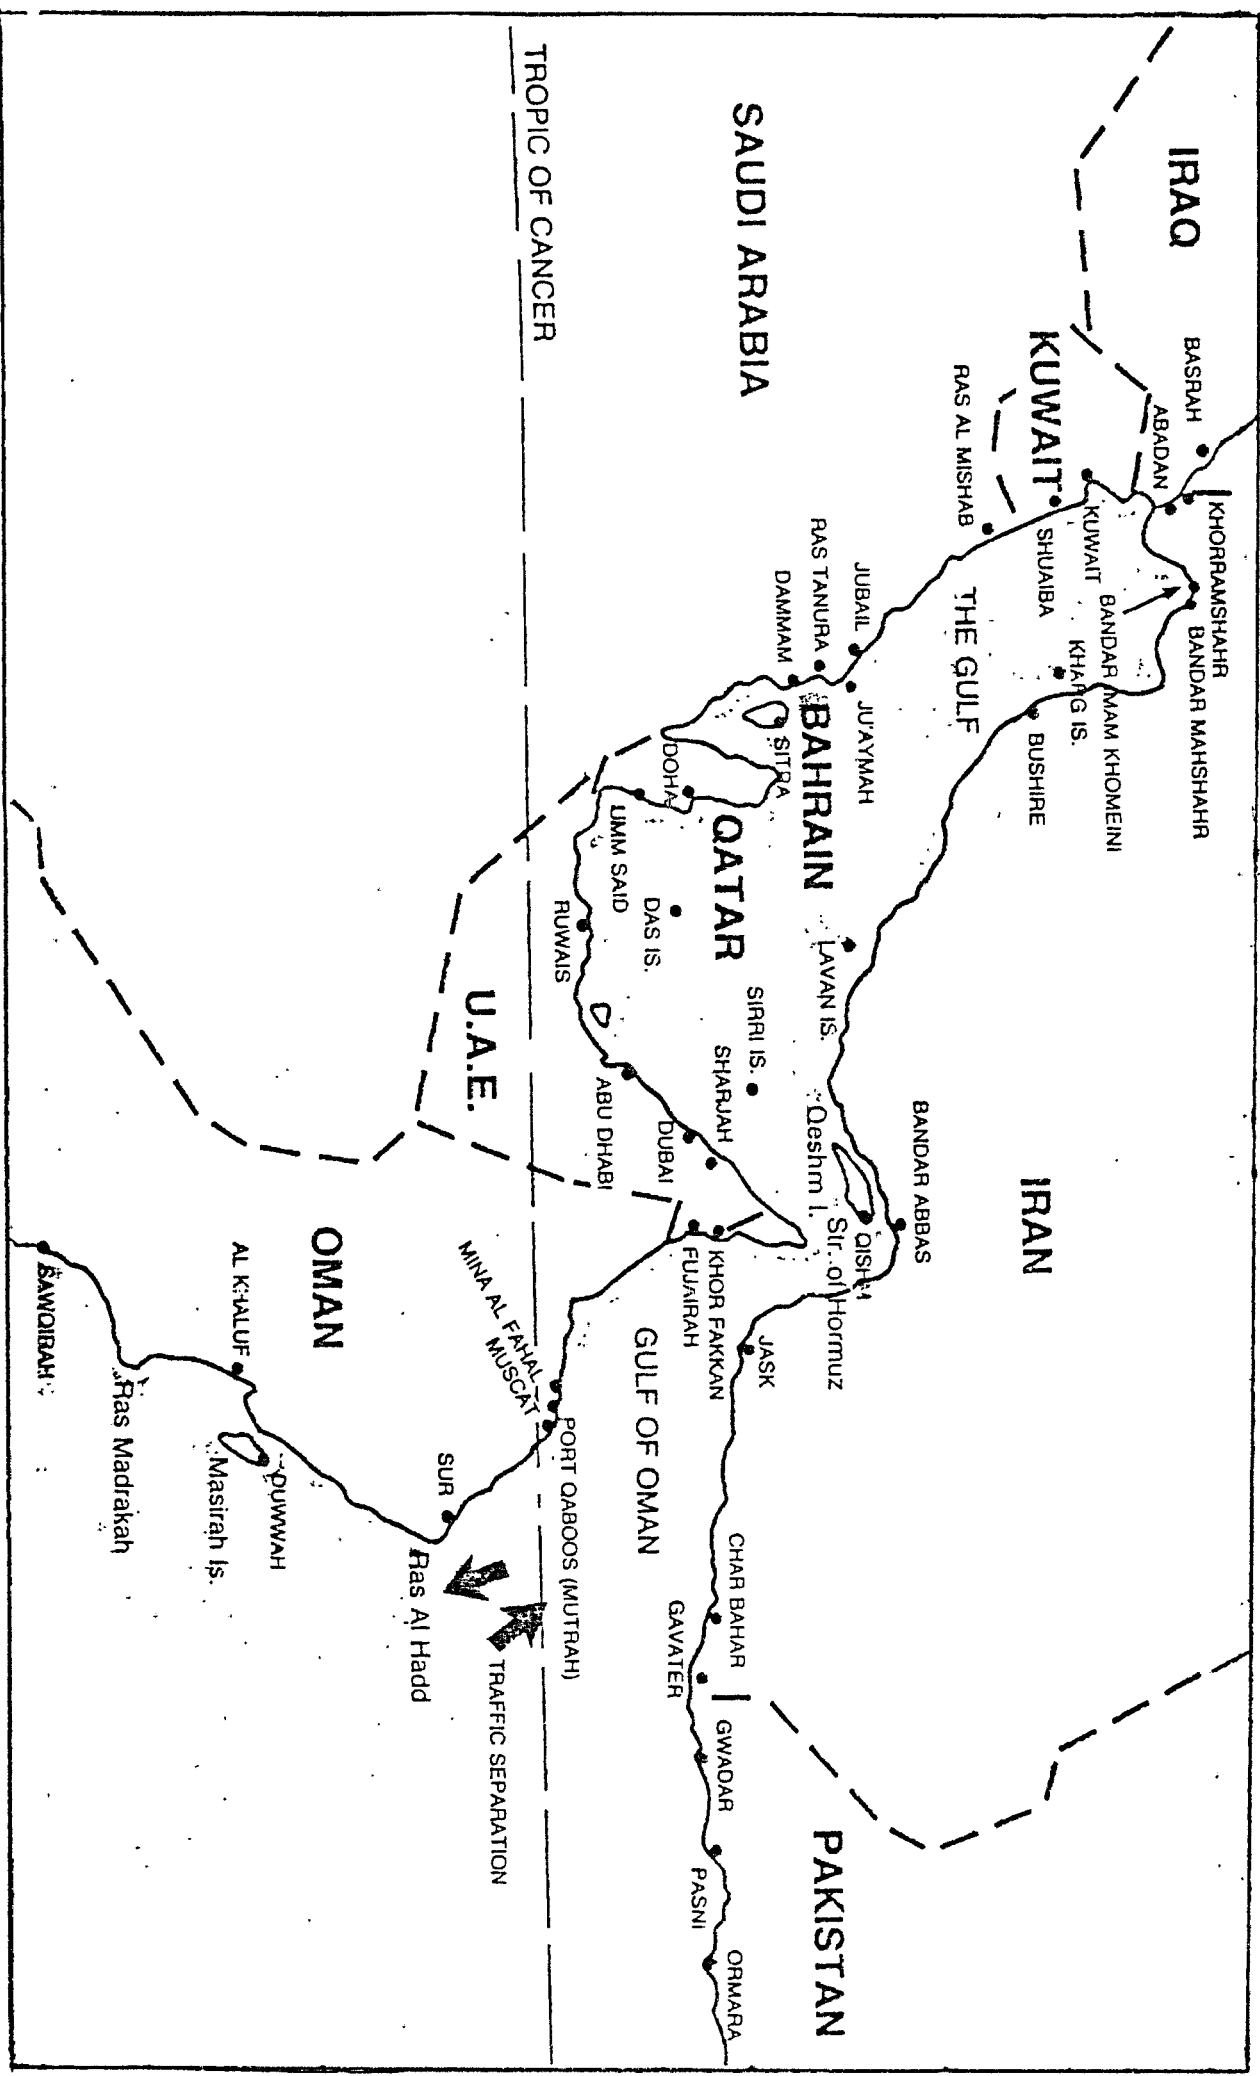 IRAQ
BASRAH
ABADAN
KHORRAMSHAHR
BANDAR MAHSHAHR
BANDAR IMAM KHOMEINI
KUWAIT
KUWAIT
SHUAIBA
KHARG IS.
BUSHIRE
RAS AL MISHAB
THE GULF
IRAN
SAUDI ARABIA
JUBAIL
JU'AYMAH
RAS TANURA
DAMMAM
BAHRAIN
SITRA
LAVAN IS.
BANDAR ABBAS
QISHM
Qeshm I.
Str. of Hormuz
QATAR
DOHA
UMM SAID
DAS IS.
SIRRI IS.
SHARJAH
DUBAI
ABU DHABI
RUWAIS
KHOR FAKKAN
FUJAIRAH
JASK
CHAR BAHAR
GAVATER
GWADAR
PASNI
ORMARA
PAKISTAN
GULF OF OMAN
TROPIC OF CANCER
U.A.E.
MINA AL FAHAL
MUSCAT
PORT QABOOS (MUTRAH)
SUR
TRAFFIC SEPARATION
Ras Al Hadd
OMAN
AL KHALUF
DUWWAH
Masirah Is.
Ras Madrakah
SAWQIRAH